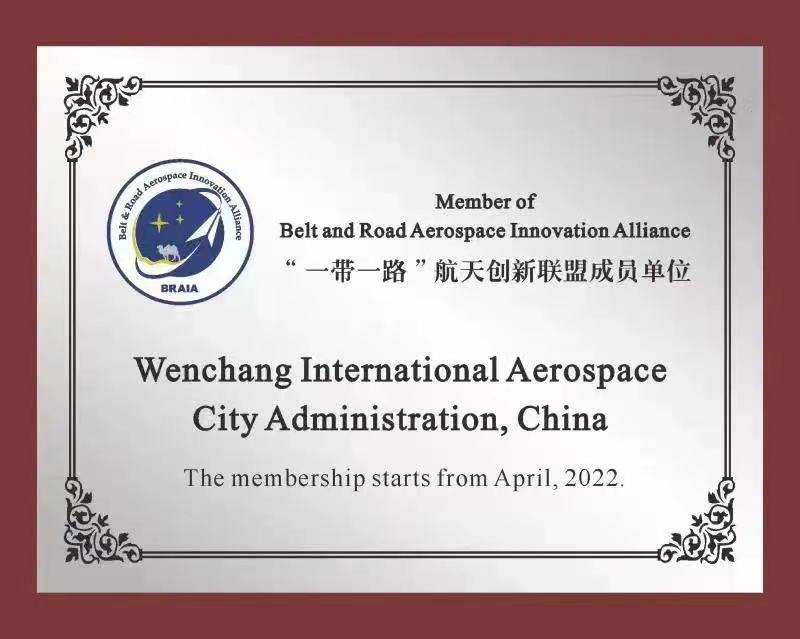 Belt & Road Aerospace Innovation Alliance
BRAIA
Member of
Belt and Road Aerospace Innovation Alliance
“一带一路”航天创新联盟成员单位
Wenchang International Aerospace
City Administration, China
The membership starts from April, 2022.